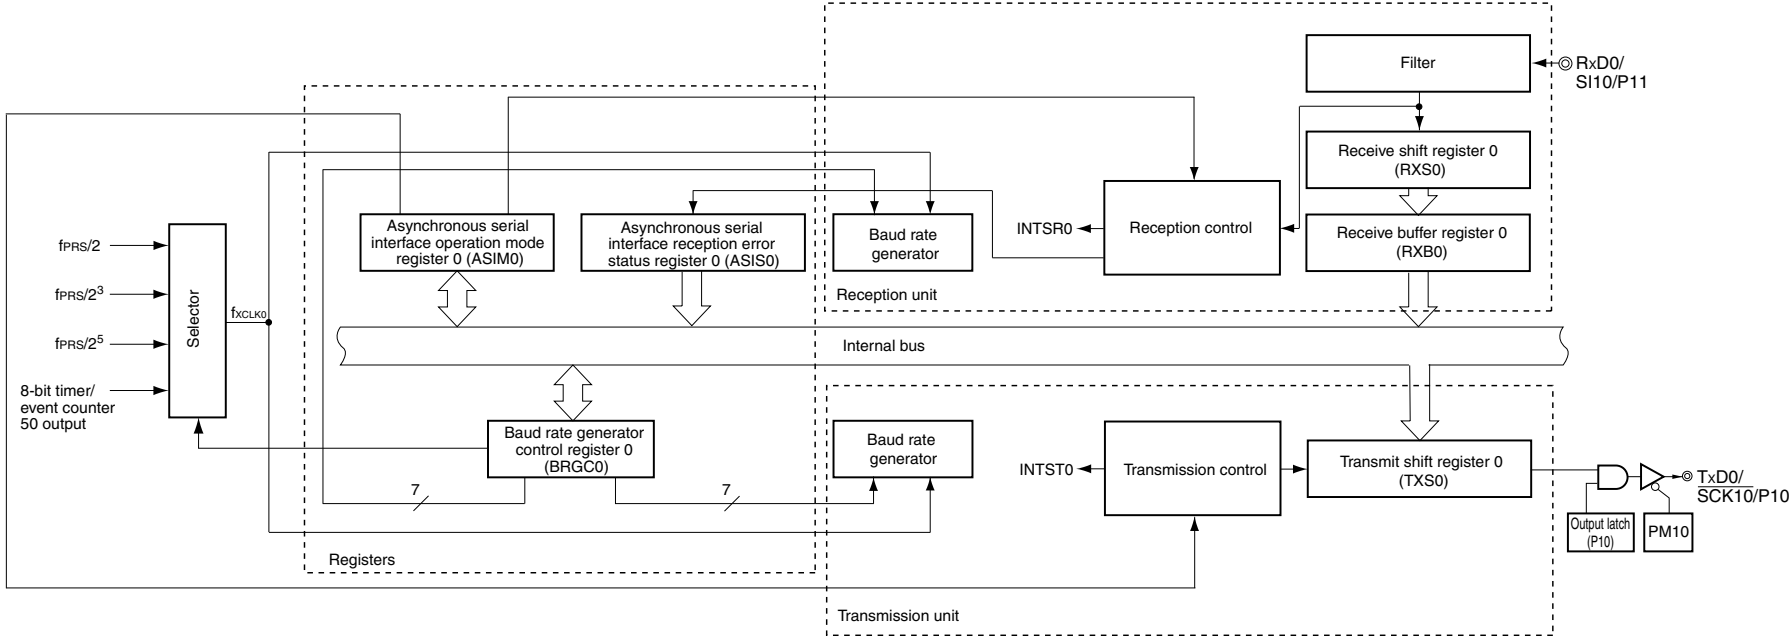 Filter
RxD0/
SI10/P11
Receive shift register 0
(RXS0)
Asynchronous serial
interface operation mode
register 0 (ASIM0)
Asynchronous serial
interface reception error
status register 0 (ASIS0)
Baud rate
generator
INTSR0
Reception control
Receive buffer register 0
(RXB0)
Reception unit
fPRS/2
fPRS/2³
fPRS/2⁵
8-bit timer/
event counter
50 output
Selector
fXCLK0
Internal bus
Baud rate generator
control register 0
(BRGC0)
7
7
Baud rate
generator
INTST0
Transmission control
Transmit shift register 0
(TXS0)
TxD0/
SCK10/P10
Output latch
(P10)
PM10
Registers
Transmission unit